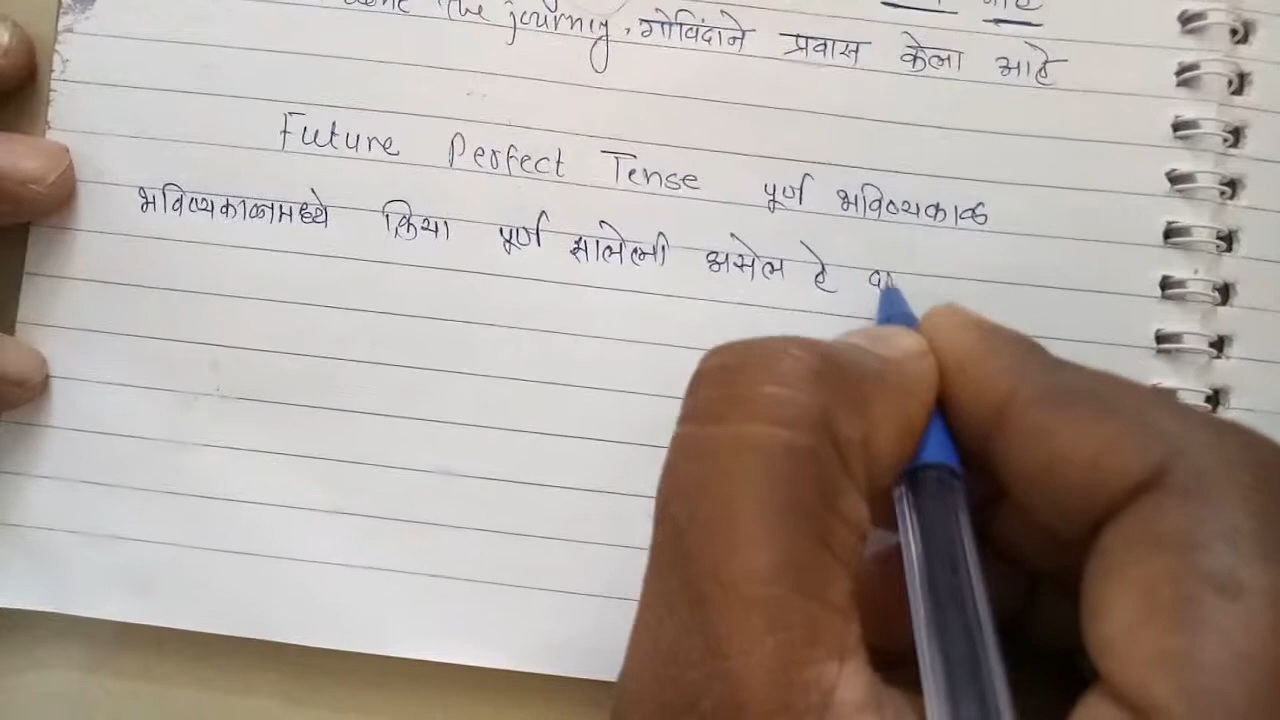 the journey, गोविंदाने प्रवास केला आहे
Future Perfect Tense पूर्ण भविष्यकाळ
भविष्यकाळामध्ये क्रिया पूर्ण झालेली असेल हे